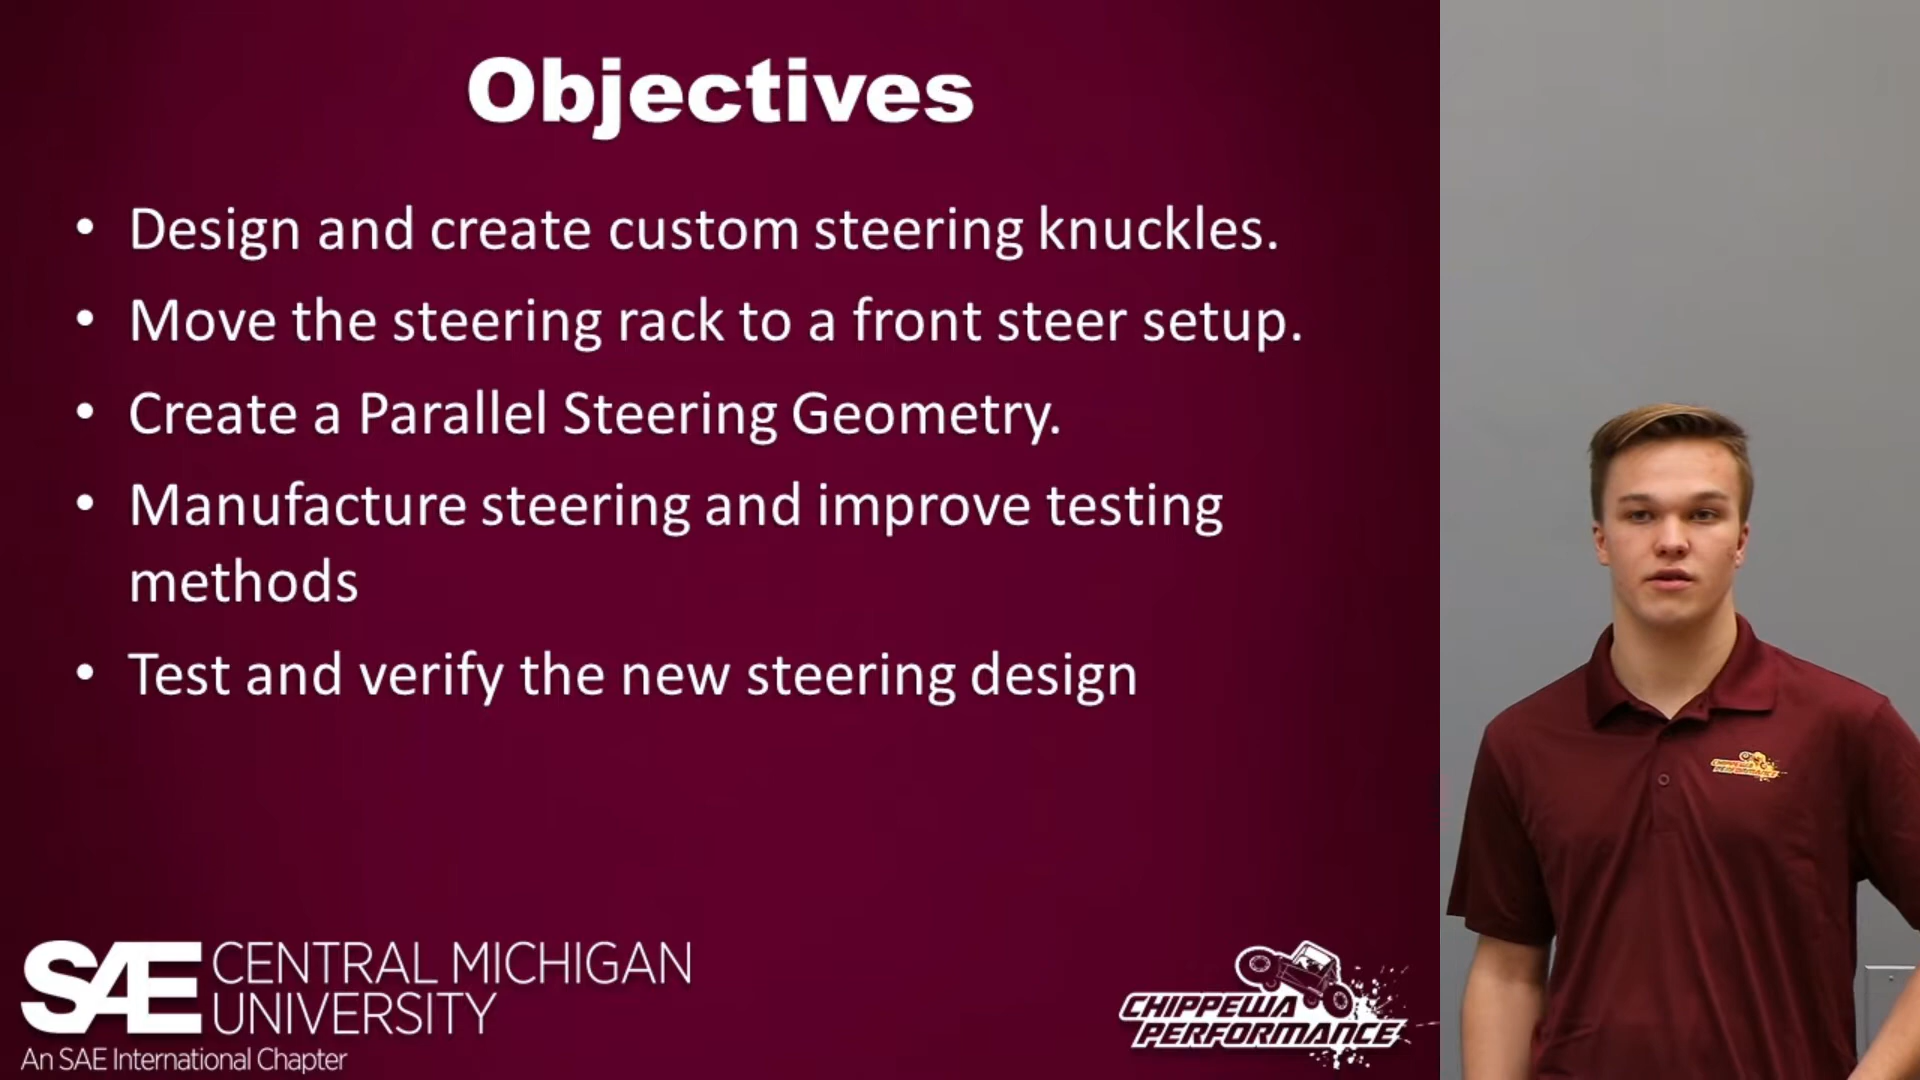 Objectives
• Design and create custom steering knuckles.
• Move the steering rack to a front steer setup.
• Create a Parallel Steering Geometry.
• Manufacture steering and improve testing
methods
• Test and verify the new steering design
SAE CENTRAL MICHIGAN
UNIVERSITY
An SAE International Chapter
CHIPPEWA
PERFORMANCE
CHIPPEWA
PERFORMANCE